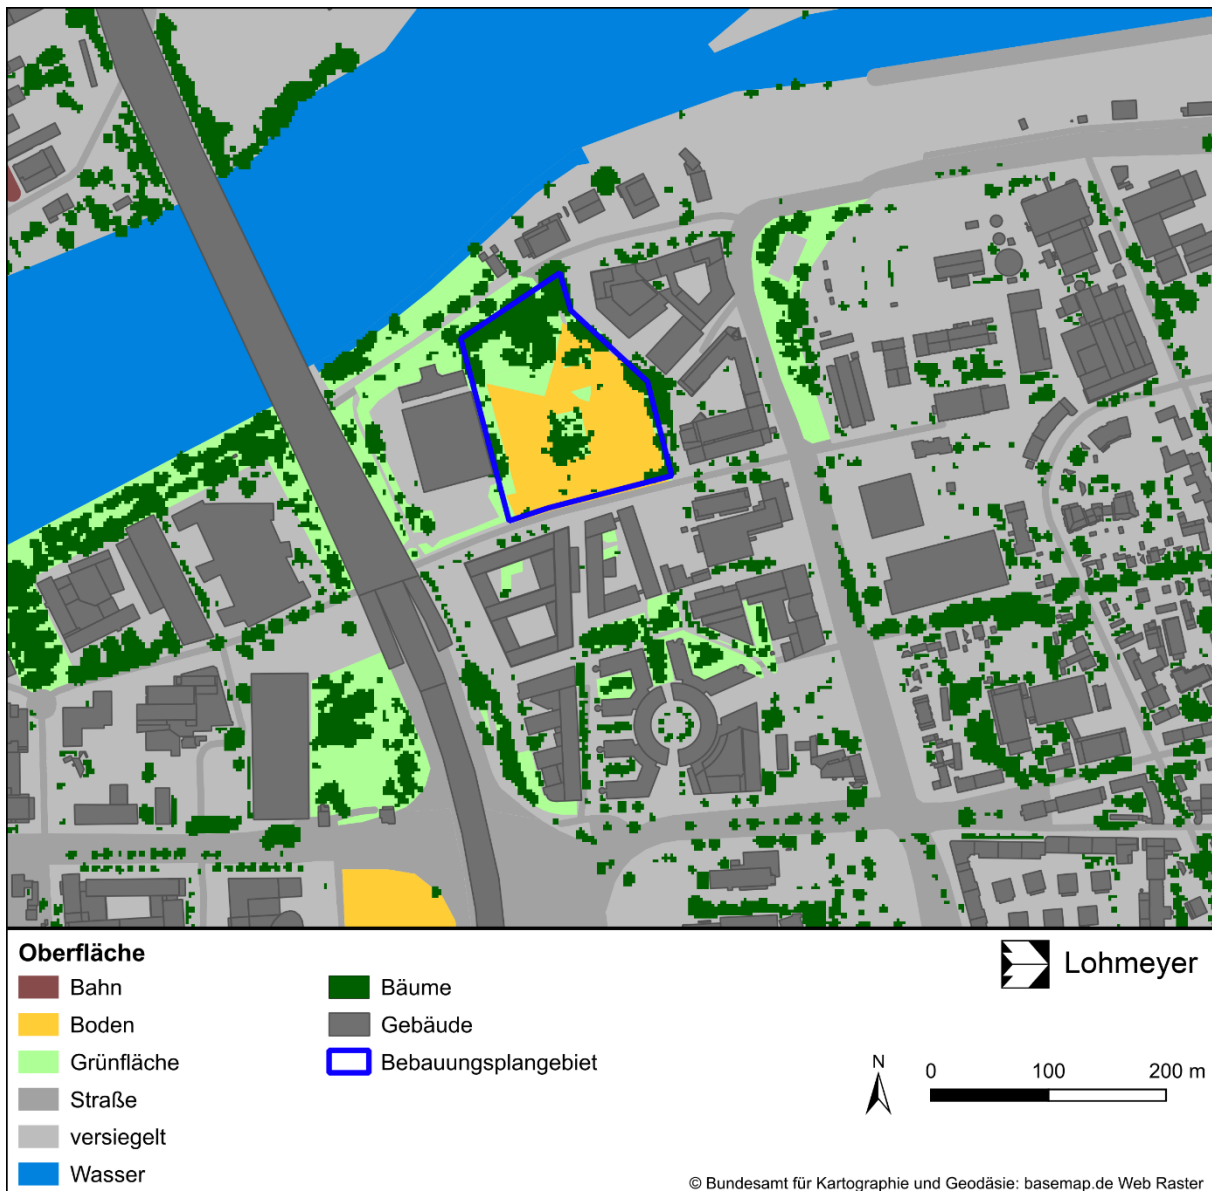 Oberfläche
Bahn
Boden
Grünfläche
Straße
versiegelt
Wasser
Bäume
Gebäude
Bebauungsplangebiet
Lohmeyer
N
0 100 200 m
© Bundesamt für Kartographie und Geodäsie: basemap.de Web Raster